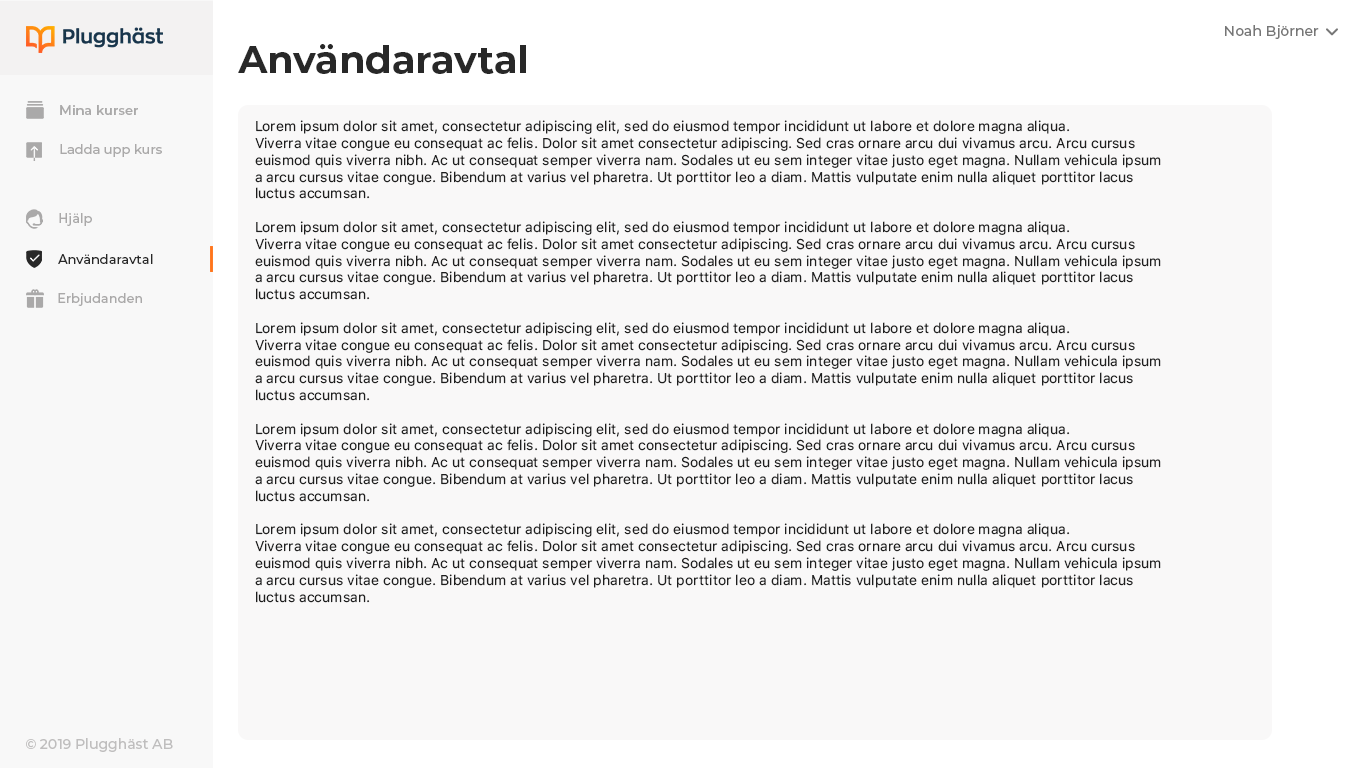 Plugghäst
Mina kurser
Ladda upp kurs
Hjälp
Användaravtal
Erbjudanden
© 2019 Plugghäst AB
Noah Björner
Användaravtal
Lorem ipsum dolor sit amet, consectetur adipiscing elit, sed do eiusmod tempor incididunt ut labore et dolore magna aliqua.
Viverra vitae congue eu consequat ac felis. Dolor sit amet consectetur adipiscing. Sed cras ornare arcu dui vivamus arcu. Arcu cursus
euismod quis viverra nibh. Ac ut consequat semper viverra nam. Sodales ut eu sem integer vitae justo eget magna. Nullam vehicula ipsum
a arcu cursus vitae congue. Bibendum at varius vel pharetra. Ut porttitor leo a diam. Mattis vulputate enim nulla aliquet porttitor lacus
luctus accumsan.
Lorem ipsum dolor sit amet, consectetur adipiscing elit, sed do eiusmod tempor incididunt ut labore et dolore magna aliqua.
Viverra vitae congue eu consequat ac felis. Dolor sit amet consectetur adipiscing. Sed cras ornare arcu dui vivamus arcu. Arcu cursus
euismod quis viverra nibh. Ac ut consequat semper viverra nam. Sodales ut eu sem integer vitae justo eget magna. Nullam vehicula ipsum
a arcu cursus vitae congue. Bibendum at varius vel pharetra. Ut porttitor leo a diam. Mattis vulputate enim nulla aliquet porttitor lacus
luctus accumsan.
Lorem ipsum dolor sit amet, consectetur adipiscing elit, sed do eiusmod tempor incididunt ut labore et dolore magna aliqua.
Viverra vitae congue eu consequat ac felis. Dolor sit amet consectetur adipiscing. Sed cras ornare arcu dui vivamus arcu. Arcu cursus
euismod quis viverra nibh. Ac ut consequat semper viverra nam. Sodales ut eu sem integer vitae justo eget magna. Nullam vehicula ipsum
a arcu cursus vitae congue. Bibendum at varius vel pharetra. Ut porttitor leo a diam. Mattis vulputate enim nulla aliquet porttitor lacus
luctus accumsan.
Lorem ipsum dolor sit amet, consectetur adipiscing elit, sed do eiusmod tempor incididunt ut labore et dolore magna aliqua.
Viverra vitae congue eu consequat ac felis. Dolor sit amet consectetur adipiscing. Sed cras ornare arcu dui vivamus arcu. Arcu cursus
euismod quis viverra nibh. Ac ut consequat semper viverra nam. Sodales ut eu sem integer vitae justo eget magna. Nullam vehicula ipsum
a arcu cursus vitae congue. Bibendum at varius vel pharetra. Ut porttitor leo a diam. Mattis vulputate enim nulla aliquet porttitor lacus
luctus accumsan.
Lorem ipsum dolor sit amet, consectetur adipiscing elit, sed do eiusmod tempor incididunt ut labore et dolore magna aliqua.
Viverra vitae congue eu consequat ac felis. Dolor sit amet consectetur adipiscing. Sed cras ornare arcu dui vivamus arcu. Arcu cursus
euismod quis viverra nibh. Ac ut consequat semper viverra nam. Sodales ut eu sem integer vitae justo eget magna. Nullam vehicula ipsum
a arcu cursus vitae congue. Bibendum at varius vel pharetra. Ut porttitor leo a diam. Mattis vulputate enim nulla aliquet porttitor lacus
luctus accumsan.